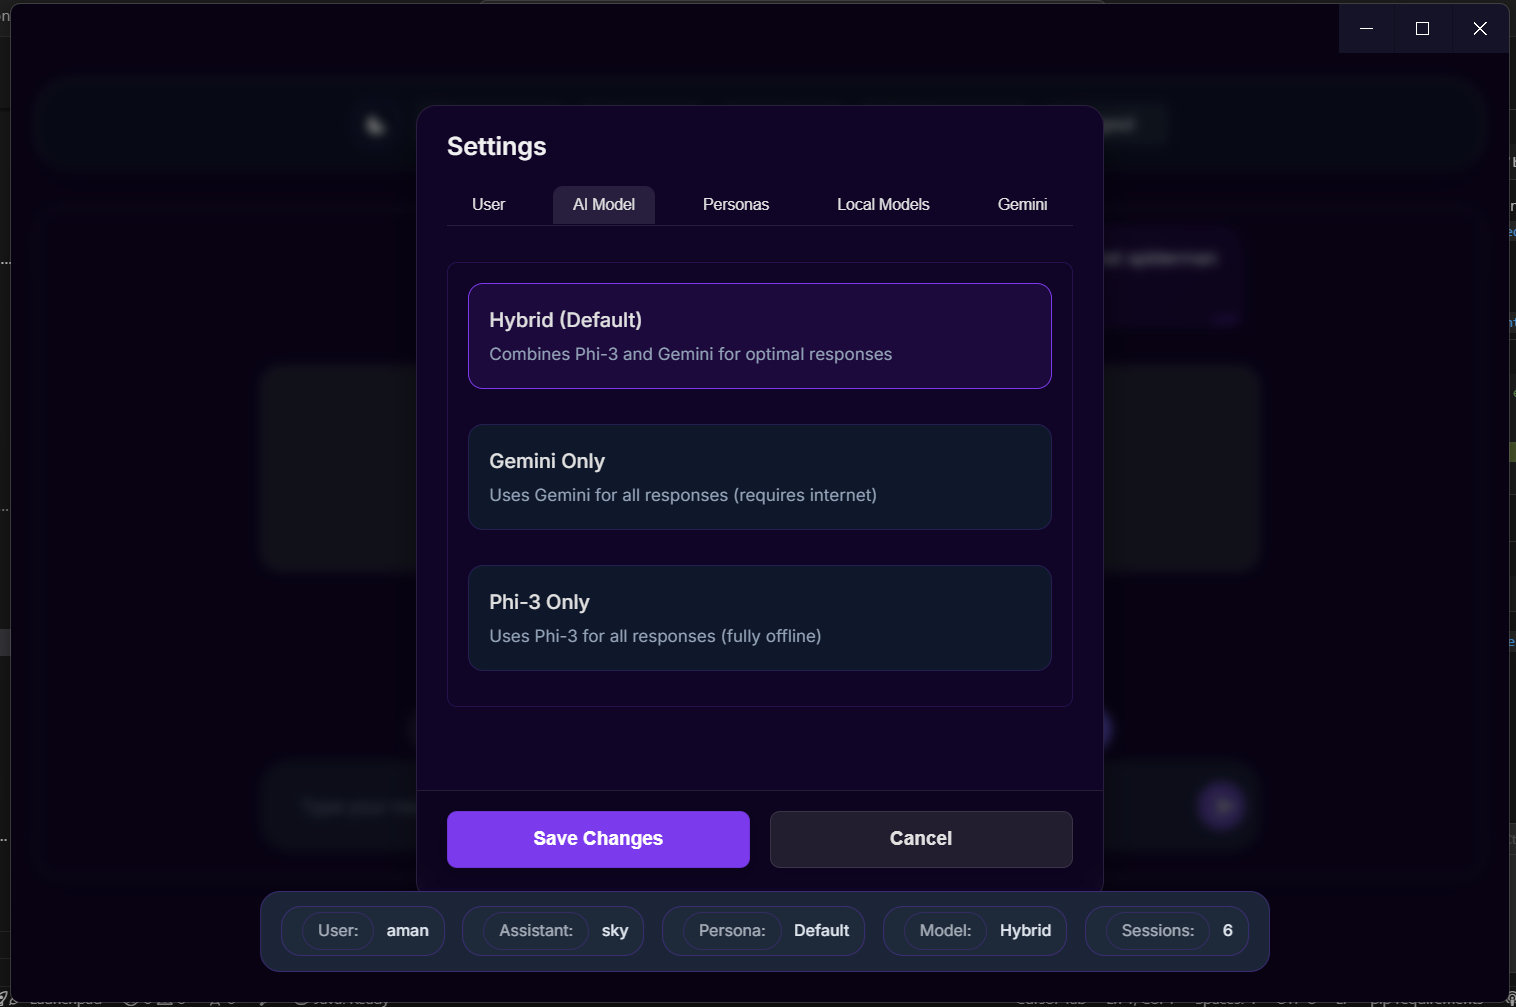 Settings
User
AI Model
Personas
Local Models
Gemini
Hybrid (Default)
Combines Phi-3 and Gemini for optimal responses
Gemini Only
Uses Gemini for all responses (requires internet)
Phi-3 Only
Uses Phi-3 for all responses (fully offline)
Save Changes
Cancel
User: aman
Assistant: sky
Persona: Default
Model: Hybrid
Sessions: 6